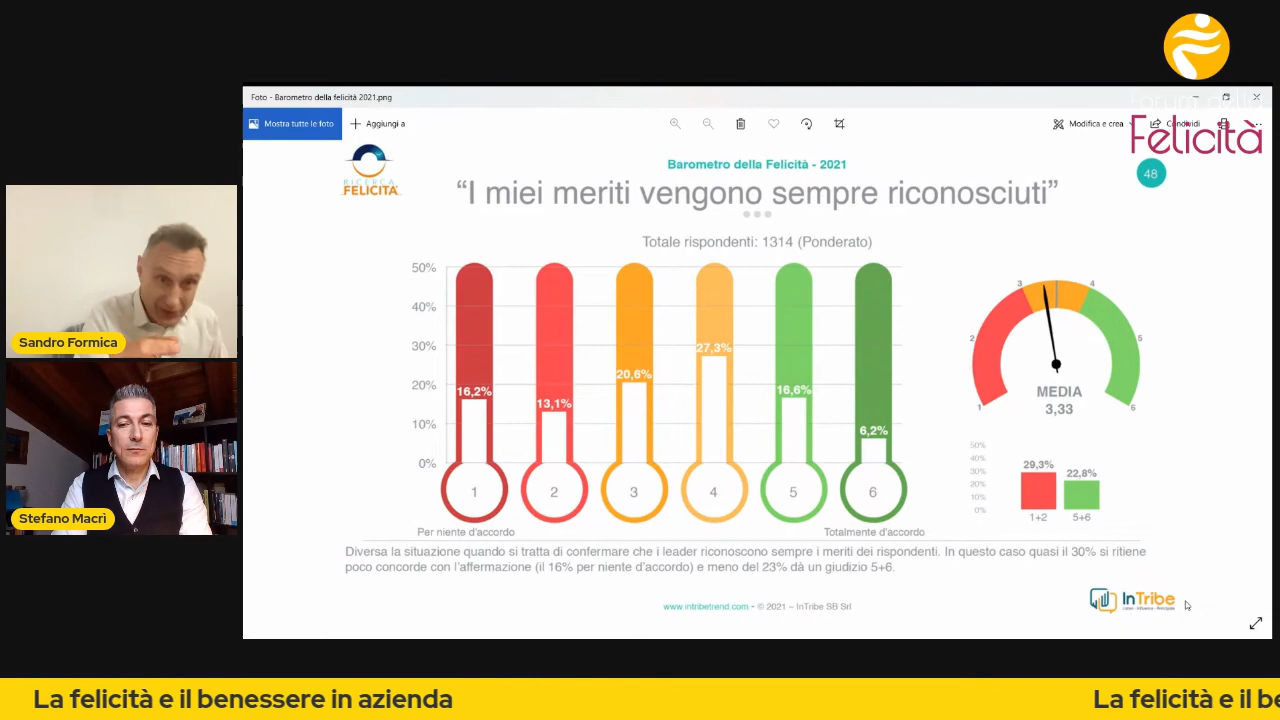 Forum della
Felicità
Foto - Barometro della felicità 2021.png
Mostra tutte le foto
Aggiungi a
Modifica e crea
Condividi
RICERCA
FELICITÀ
Barometro della Felicità - 2021
48
“I miei meriti vengono sempre riconosciuti”
Totale rispondenti: 1314 (Ponderato)
50%
40%
30%
20%
10%
0%
16,2%
13,1%
20,6%
27,3%
16,6%
6,2%
1
2
3
4
5
6
Per niente d'accordo
Totalmente d'accordo
1
2
3
4
5
6
MEDIA
3,33
50%
40%
30%
20%
10%
0%
29,3%
22,8%
1+2
5+6
Diversa la situazione quando si tratta di confermare che i leader riconoscono sempre i meriti dei rispondenti. In questo caso quasi il 30% si ritiene
poco concorde con l'affermazione (il 16% per niente d'accordo) e meno del 23% dà un giudizio 5+6.
www.intribetrend.com • © 2021 – InTribe SB Srl
InTribe
Sandro Formica
Stefano Macrì
La felicità e il benessere in azienda
La felicità e il be